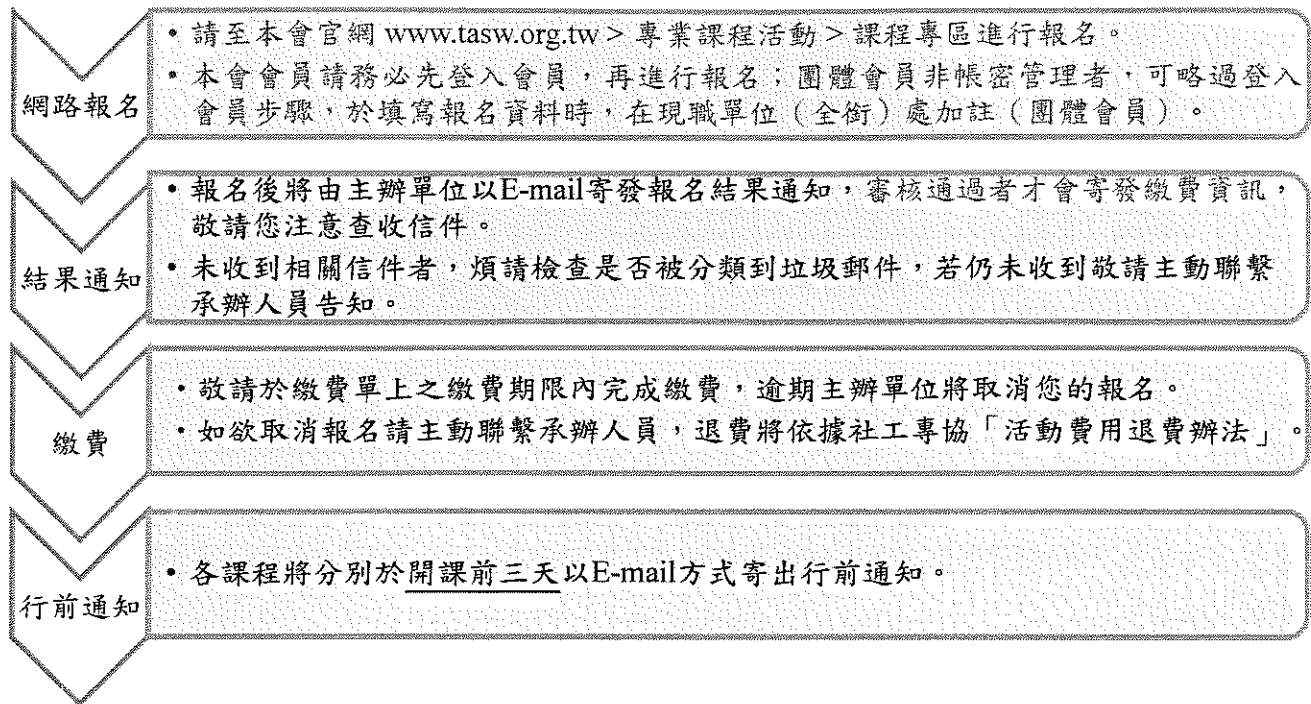 網路報名
• 請至本會官網 www.tasw.org.tw > 專業課程活動 > 課程專區進行報名。
• 本會會員請務必先登入會員，再進行報名；團體會員非帳密管理者，可略過登入
會員步驟，於填寫報名資料時，在現職單位（全銜）處加註（團體會員）。
結果通知
• 報名後將由主辦單位以E-mail寄發報名結果通知，審核通過者才會寄發繳費資訊，
敬請您注意查收信件。
• 未收到相關信件者，煩請檢查是否被分類到垃圾郵件，若仍未收到敬請主動聯繫
承辦人員告知。
繳費
• 敬請於繳費單上之繳費期限內完成繳費，逾期主辦單位將取消您的報名。
• 如欲取消報名請主動聯繫承辦人員，退費將依據社工專協「活動費用退費辦法」。
行前通知
• 各課程將分別於開課前三天以E-mail方式寄出行前通知。